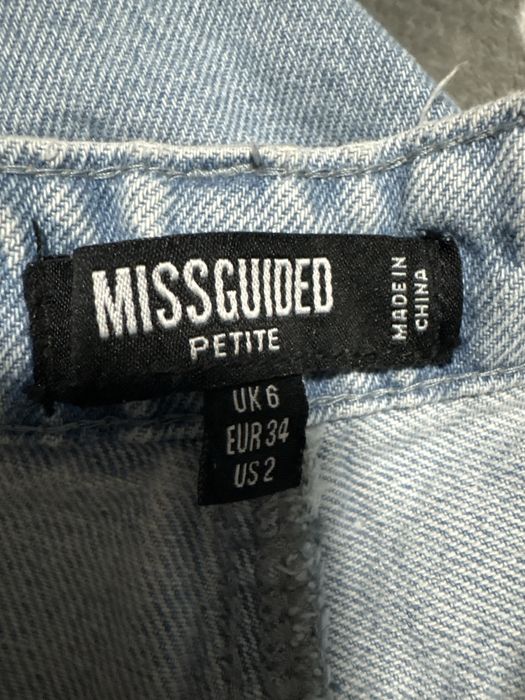 MISSGUIDED
PETITE
MADE IN
CHINA
UK 6
EUR 34
US 2